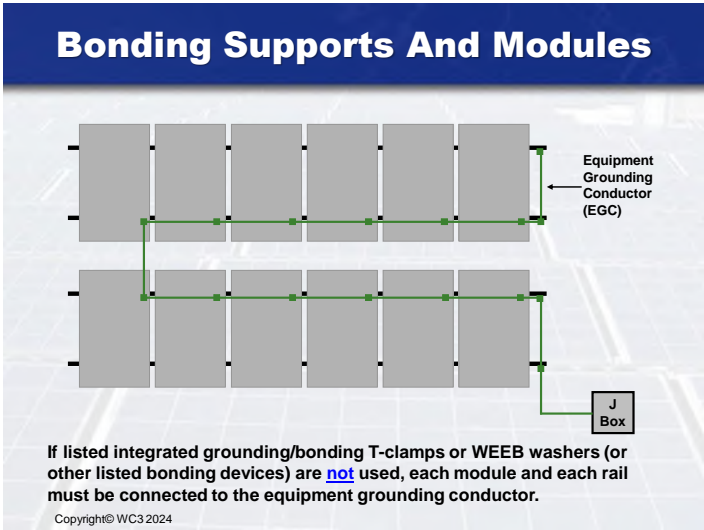 Bonding Supports And Modules
Equipment
Grounding
Conductor
(EGC)
J
Box
If listed integrated grounding/bonding T-clamps or WEEB washers (or
other listed bonding devices) are not used, each module and each rail
must be connected to the equipment grounding conductor.
Copyright© WC3 2024